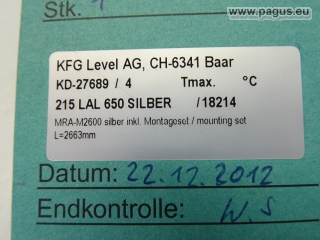 © www.pagus.eu
Stk. 1
KFG Level AG, CH-6341 Baar
KD-27689 / 4 Tmax. °C
215 LAL 650 SILBER /18214
MRA-M2600 silber inkl. Montageset / mounting set
L=2663mm
Datum: 22.12.2012
Endkontrolle: W.S